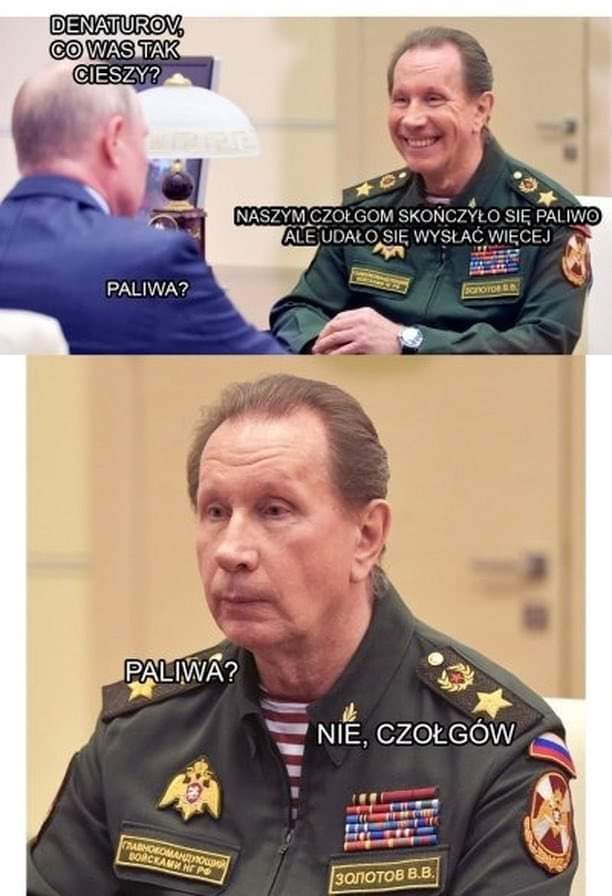 DENATUROV,
CO WAS TAK
CIESZY?
NASZYM CZOŁGOM SKOŃCZYŁO SIĘ PALIWO
ALE UDAŁO SIĘ WYSŁAĆ WIĘCEJ
PALIWA?
ЗОЛОТОВ В.В.
PALIWA?
NIE, CZOŁGÓW
ГЛАВНОКОМАНДУЮЩИЙ
ВОЙСКАМИ НГ РФ
ЗОЛОТОВ В.В.